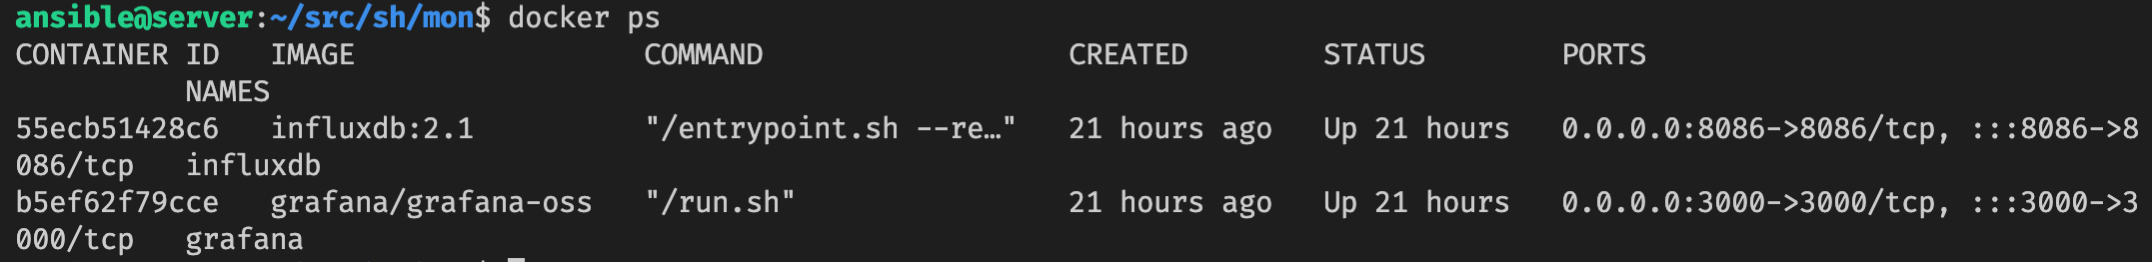 ansible@server:~/src/sh/mon$ docker ps
CONTAINER ID   IMAGE                 COMMAND                  CREATED        STATUS        PORTS
          NAMES
55ecb51428c6   influxdb:2.1          "/entrypoint.sh --re…"   21 hours ago   Up 21 hours   0.0.0.0:8086->8086/tcp, :::8086->8
086/tcp   influxdb
b5ef62f79cce   grafana/grafana-oss   "/run.sh"                21 hours ago   Up 21 hours   0.0.0.0:3000->3000/tcp, :::3000->3
000/tcp   grafana